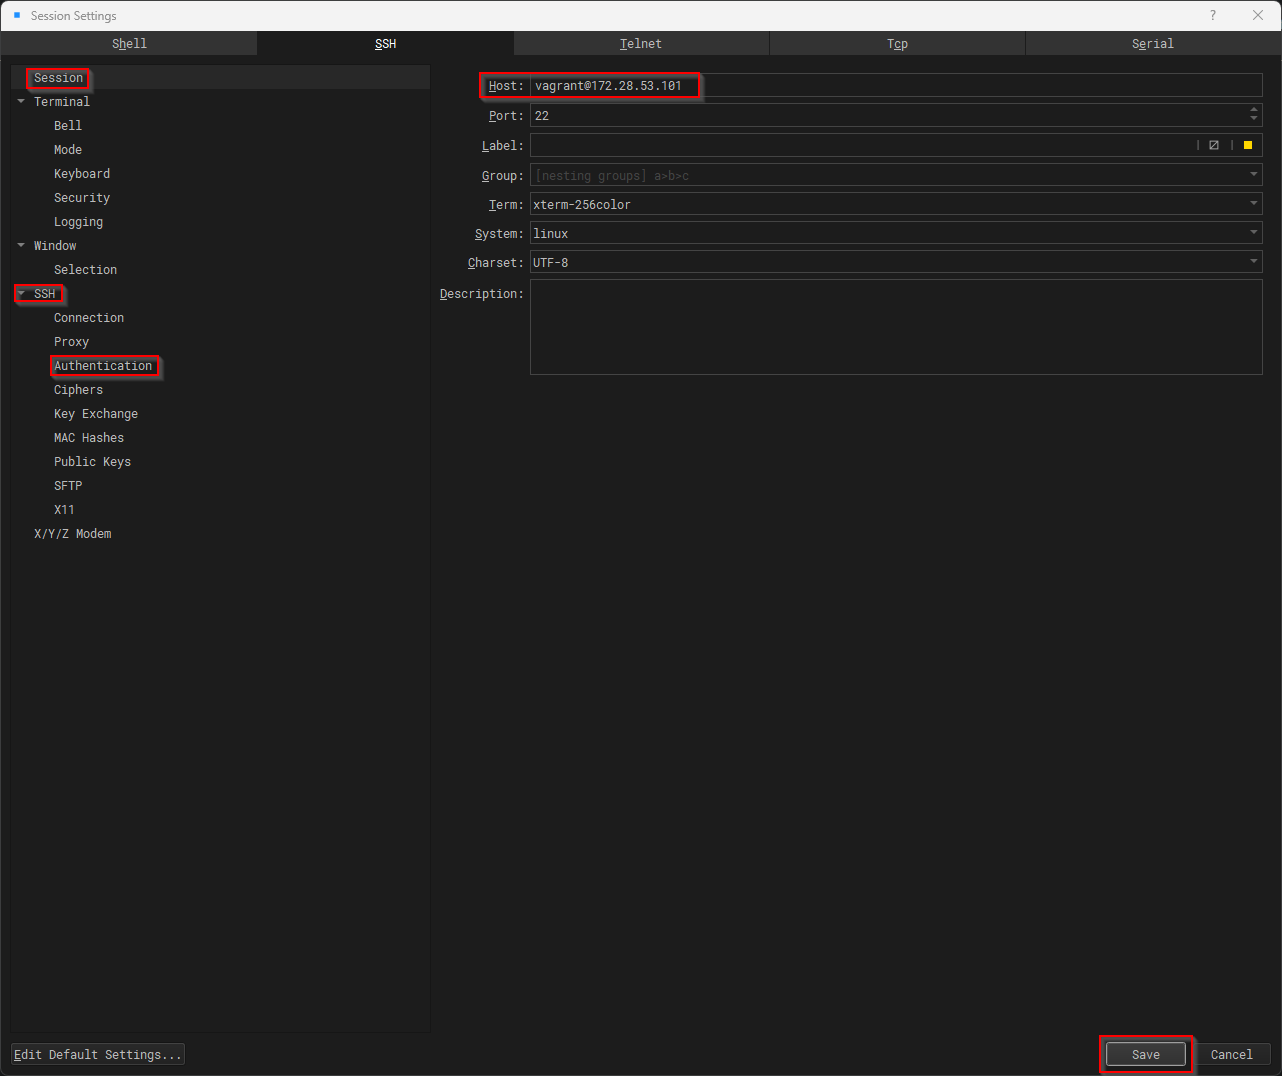 Session Settings
?
Shell SSH Telnet Tcp Serial
Session
Terminal
Bell
Mode
Keyboard
Security
Logging
Window
Selection
SSH
Connection
Proxy
Authentication
Ciphers
Key Exchange
MAC Hashes
Public Keys
SFTP
X11
X/Y/Z Modem
Host: vagrant@172.28.53.101
Port: 22
Label:
Group: [nesting groups] a>b>c
Term: xterm-256color
System: linux
Charset: UTF-8
Description:
Edit Default Settings...
Save Cancel